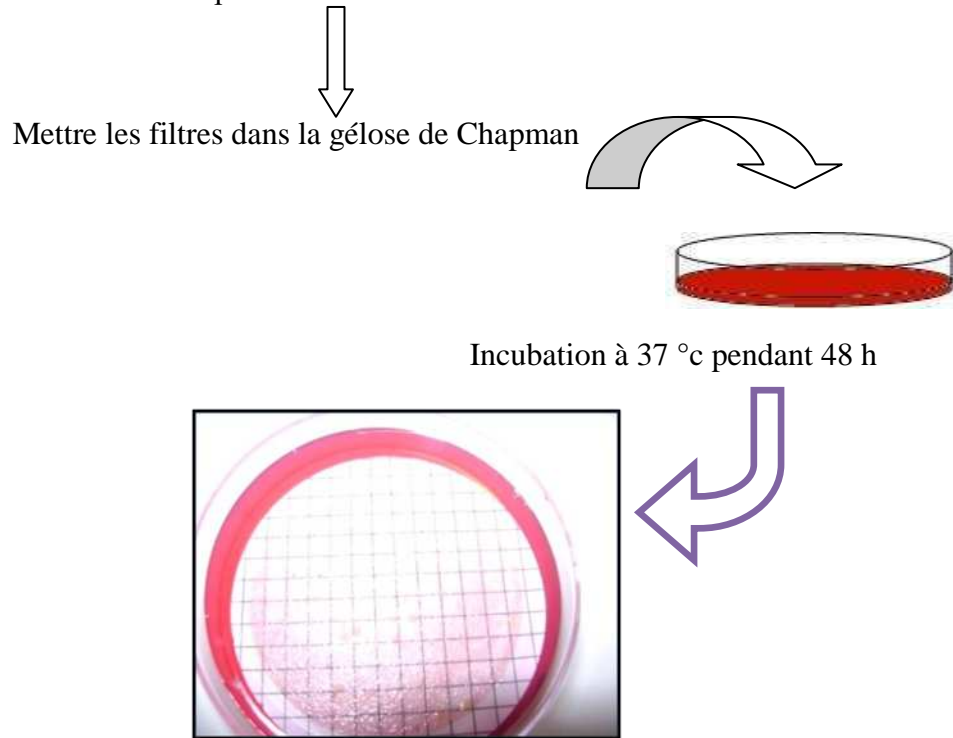 Mettre les filtres dans la gélose de Chapman
Incubation à 37 °c pendant 48 h